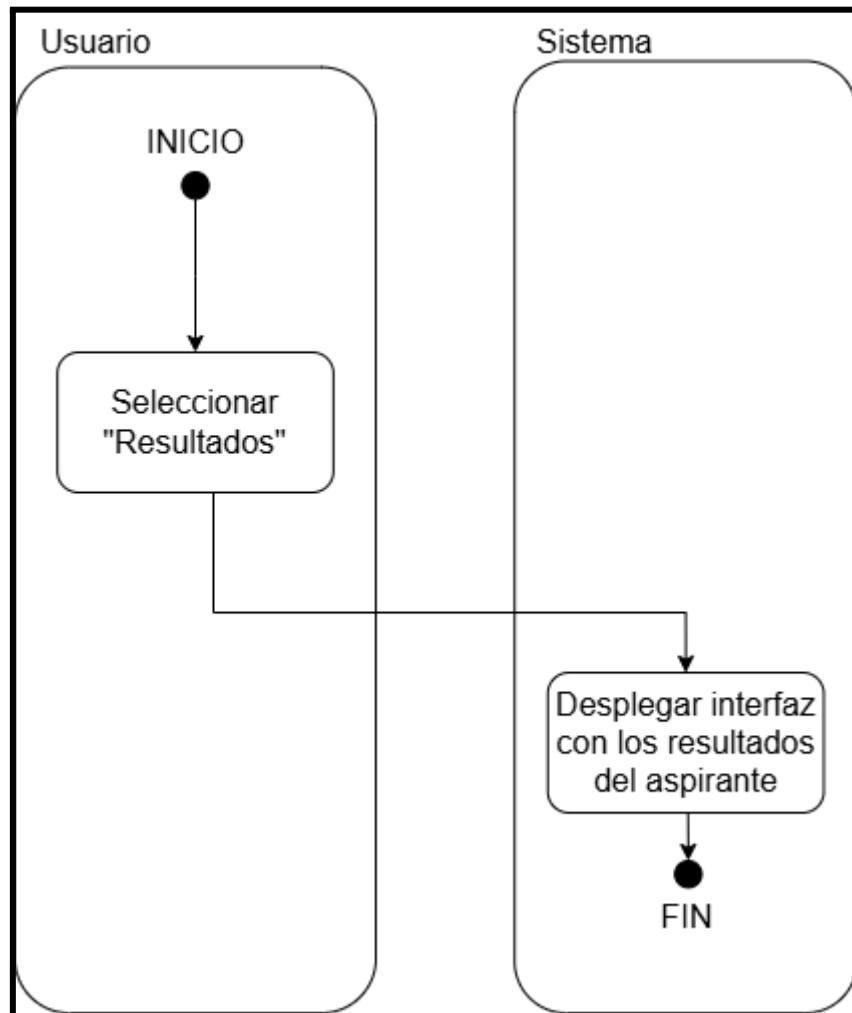 Usuario
Sistema
INICIO
Seleccionar
"Resultados"
Desplegar interfaz
con los resultados
del aspirante
FIN